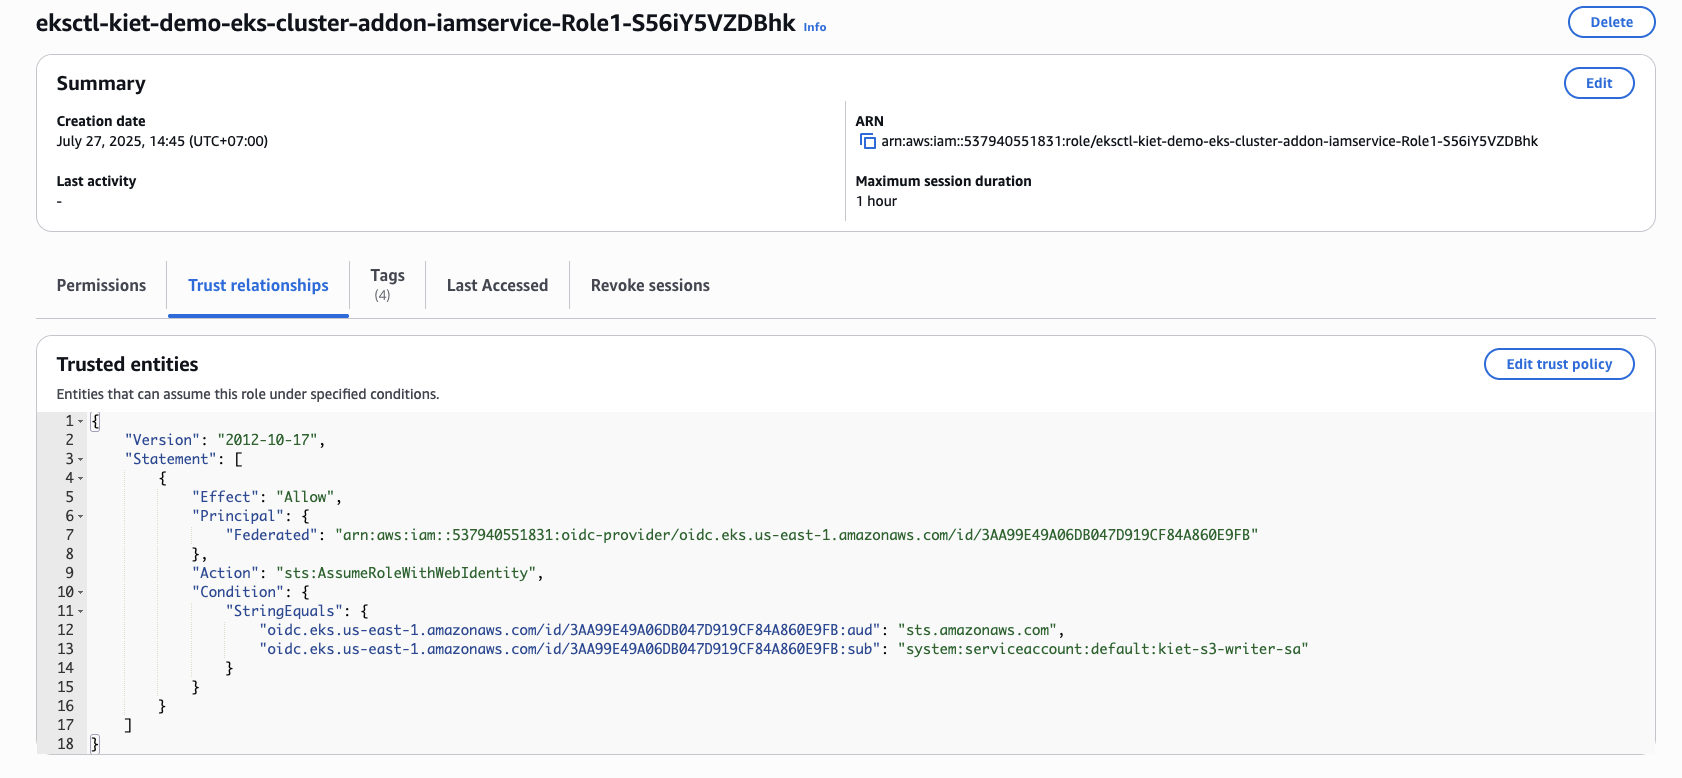 eksctl-kiet-demo-eks-cluster-addon-iamservice-Role1-S56iY5VZDBhk Info
Delete
Summary
Edit
Creation date
July 27, 2025, 14:45 (UTC+07:00)
ARN
arn:aws:iam::537940551831:role/eksctl-kiet-demo-eks-cluster-addon-iamservice-Role1-S56iY5VZDBhk
Last activity
-
Maximum session duration
1 hour
Permissions
Trust relationships
Tags
(4)
Last Accessed
Revoke sessions
Trusted entities
Edit trust policy
Entities that can assume this role under specified conditions.
1 {
2     "Version": "2012-10-17",
3     "Statement": [
4         {
5             "Effect": "Allow",
6             "Principal": {
7                 "Federated": "arn:aws:iam::537940551831:oidc-provider/oidc.eks.us-east-1.amazonaws.com/id/3AA99E49A06DB047D919CF84A860E9FB"
8             },
9             "Action": "sts:AssumeRoleWithWebIdentity",
10             "Condition": {
11                 "StringEquals": {
12                     "oidc.eks.us-east-1.amazonaws.com/id/3AA99E49A06DB047D919CF84A860E9FB:aud": "sts.amazonaws.com",
13                     "oidc.eks.us-east-1.amazonaws.com/id/3AA99E49A06DB047D919CF84A860E9FB:sub": "system:serviceaccount:default:kiet-s3-writer-sa"
14                 }
15             }
16         }
17     ]
18 }